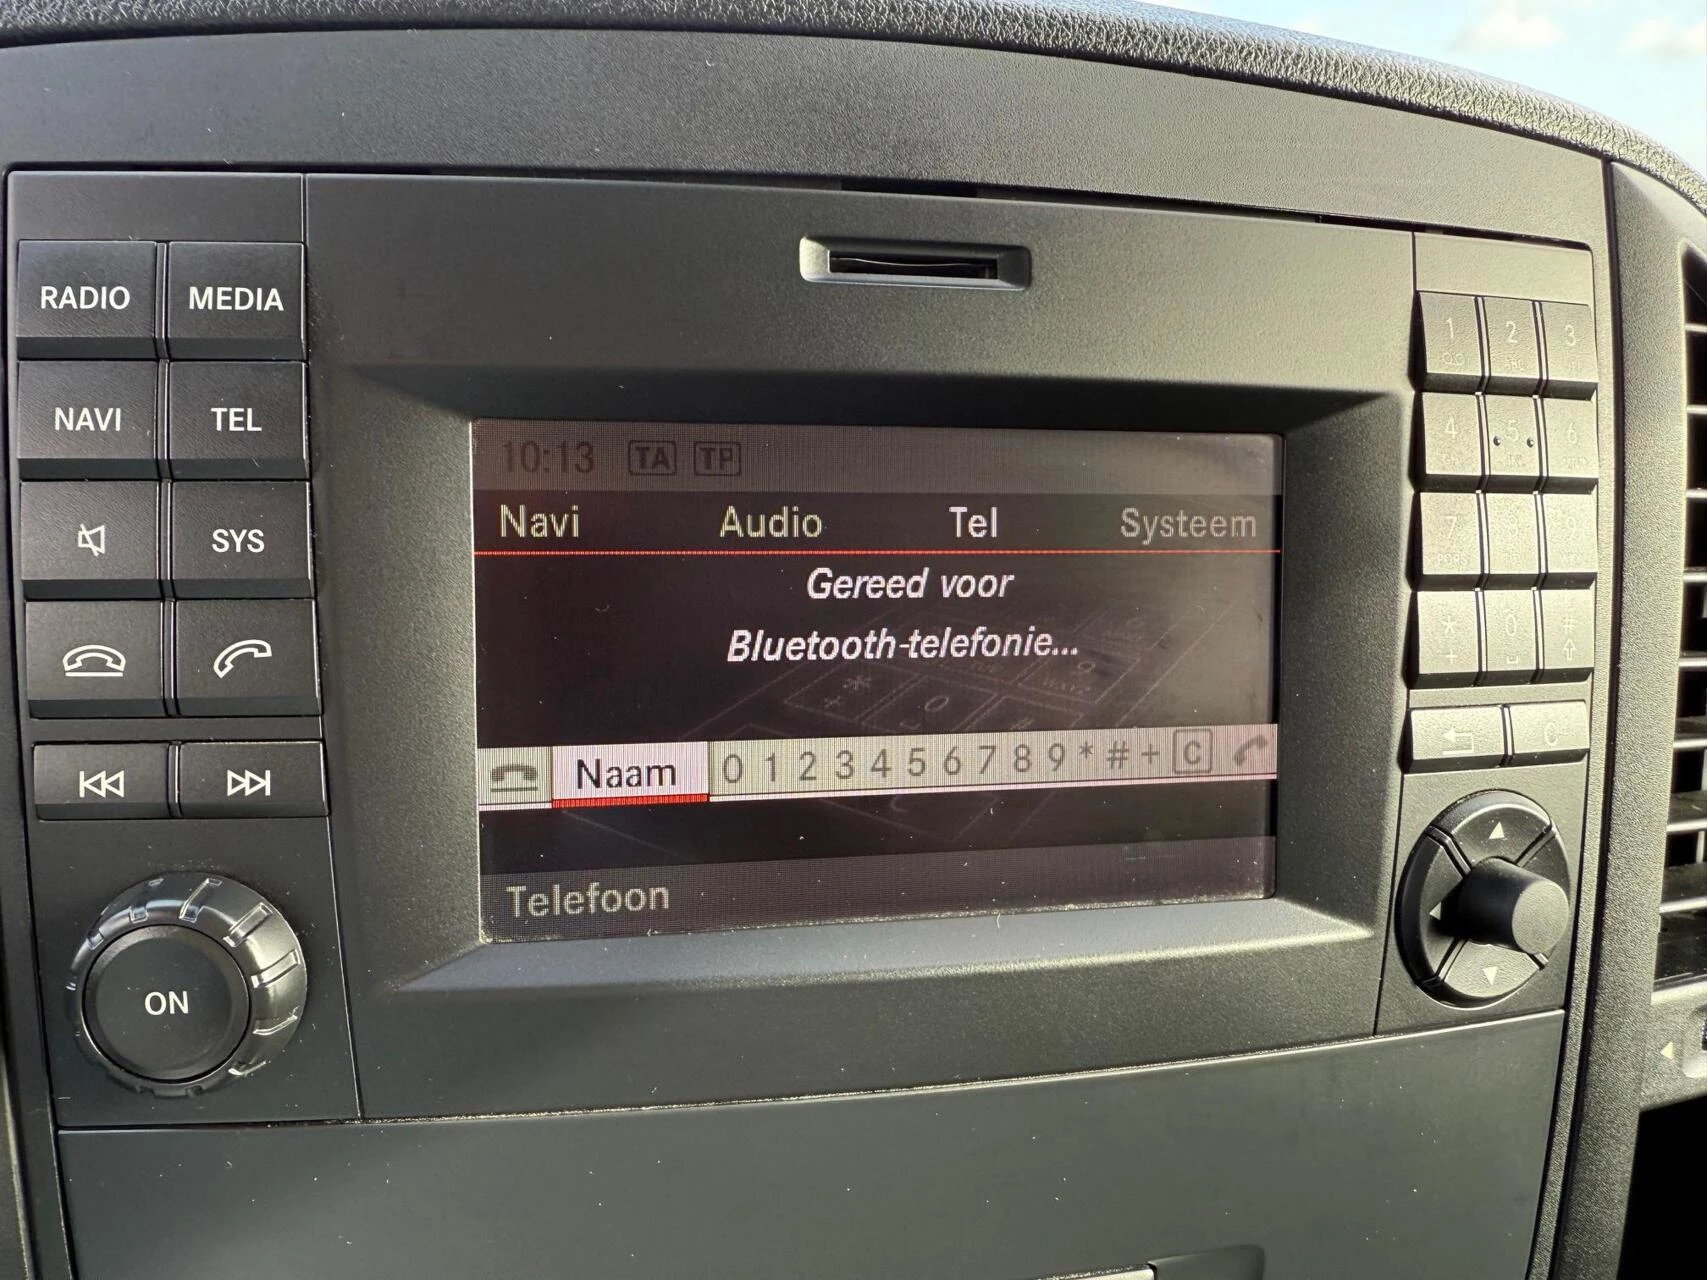 RADIO MEDIA
NAVI TEL
SYS
ON
10:13 TA TP
Navi Audio Tel Systeem
Gereed voor
Bluetooth-telefonie...
Naam 0 1 2 3 4 5 6 7 8 9 * # + C
Telefoon
1 2 3
4 5 6
7
* 0 #
+
C